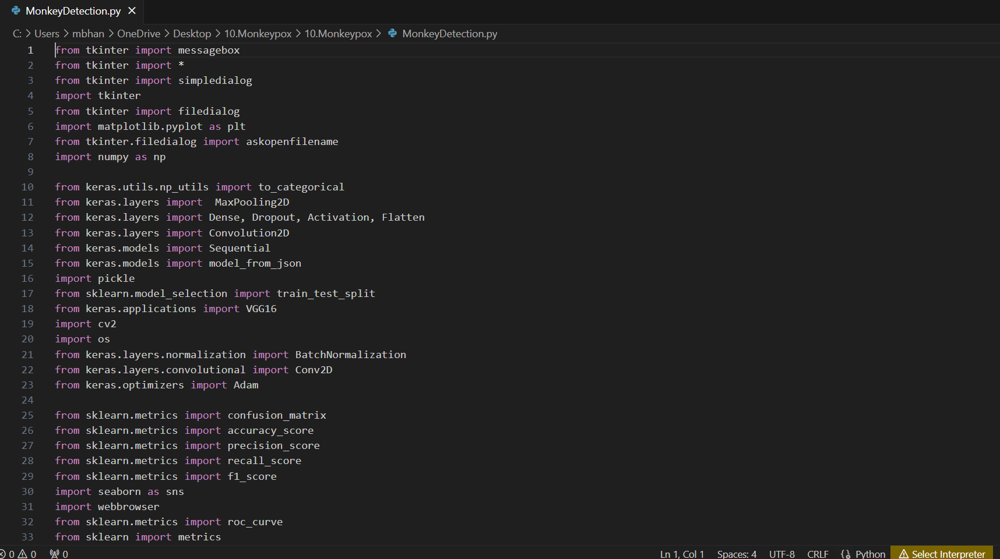 MonkeyDetection.py ×
C: > Users > mbhan > OneDrive > Desktop > 10.Monkeypox > 10.Monkeypox > MonkeyDetection.py
1 from tkinter import messagebox
2 from tkinter import *
3 from tkinter import simpledialog
4 import tkinter
5 from tkinter import filedialog
6 import matplotlib.pyplot as plt
7 from tkinter.filedialog import askopenfilename
8 import numpy as np
9
10 from keras.utils.np_utils import to_categorical
11 from keras.layers import  MaxPooling2D
12 from keras.layers import Dense, Dropout, Activation, Flatten
13 from keras.layers import Convolution2D
14 from keras.models import Sequential
15 from keras.models import model_from_json
16 import pickle
17 from sklearn.model_selection import train_test_split
18 from keras.applications import VGG16
19 import cv2
20 import os
21 from keras.layers.normalization import BatchNormalization
22 from keras.layers.convolutional import Conv2D
23 from keras.optimizers import Adam
24
25 from sklearn.metrics import confusion_matrix
26 from sklearn.metrics import accuracy_score
27 from sklearn.metrics import precision_score
28 from sklearn.metrics import recall_score
29 from sklearn.metrics import f1_score
30 import seaborn as sns
31 import webbrowser
32 from sklearn.metrics import roc_curve
33 from sklearn import metrics
0 0 0 Ln 1, Col 1 Spaces: 4 UTF-8 CRLF Python Select Interpreter